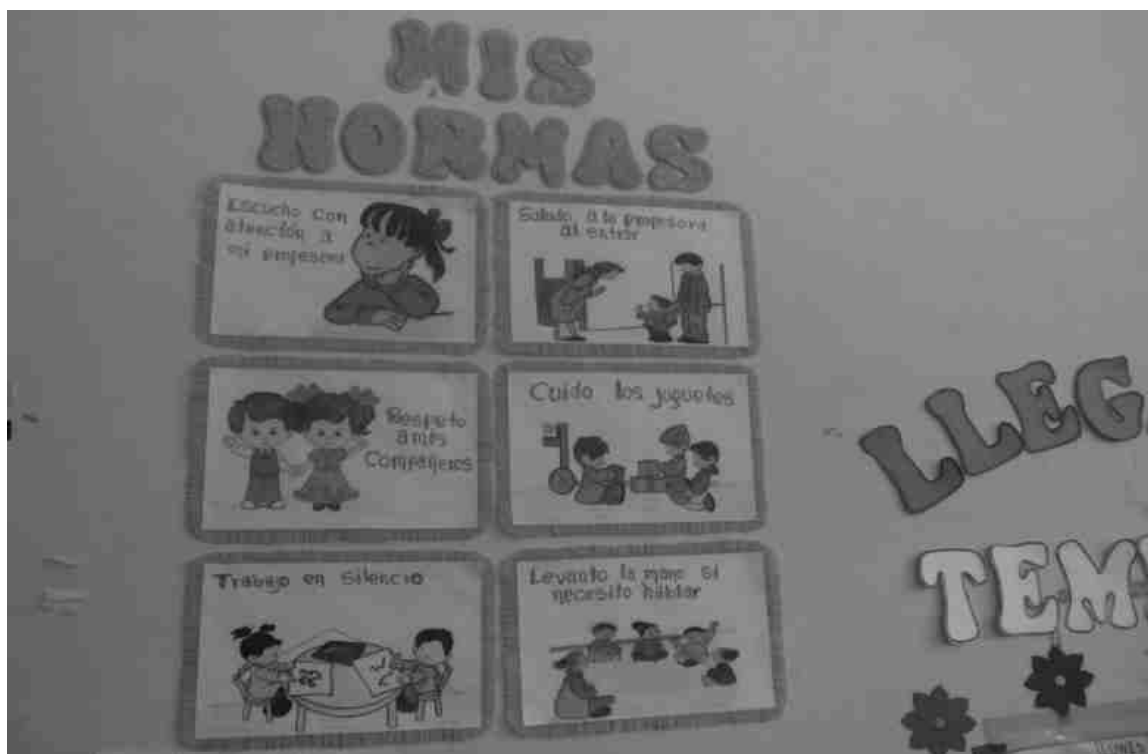 MIS
NORMAS
Escucho con
atención a
mi profesora
Saludo a la profesora
al entrar
Respeto
a mis
Compañeros
Cuido los juguetes
Trabajo en silencio
Levanto la mano si
necesito hablar
LLEG
TEM